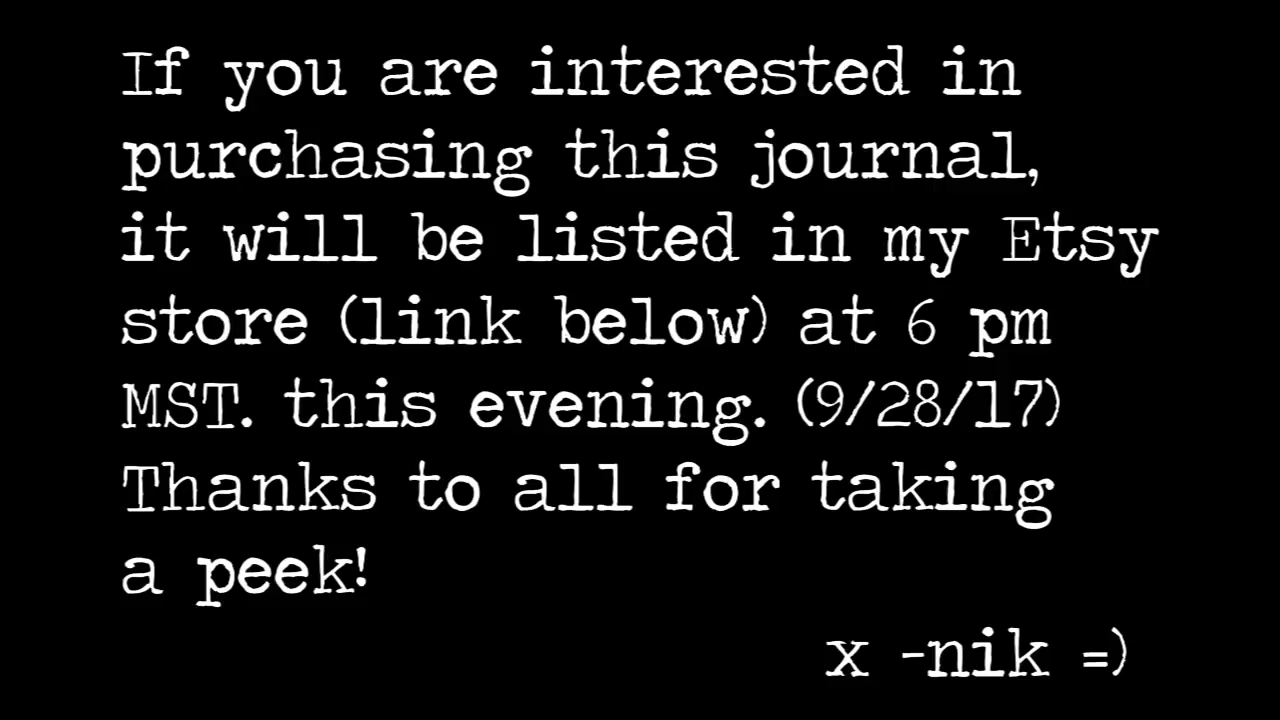 If you are interested in
purchasing this journal,
it will be listed in my Etsy
store (link below) at 6 pm
MST. this evening. (9/28/17)
Thanks to all for taking
a peek!
x -nik =)